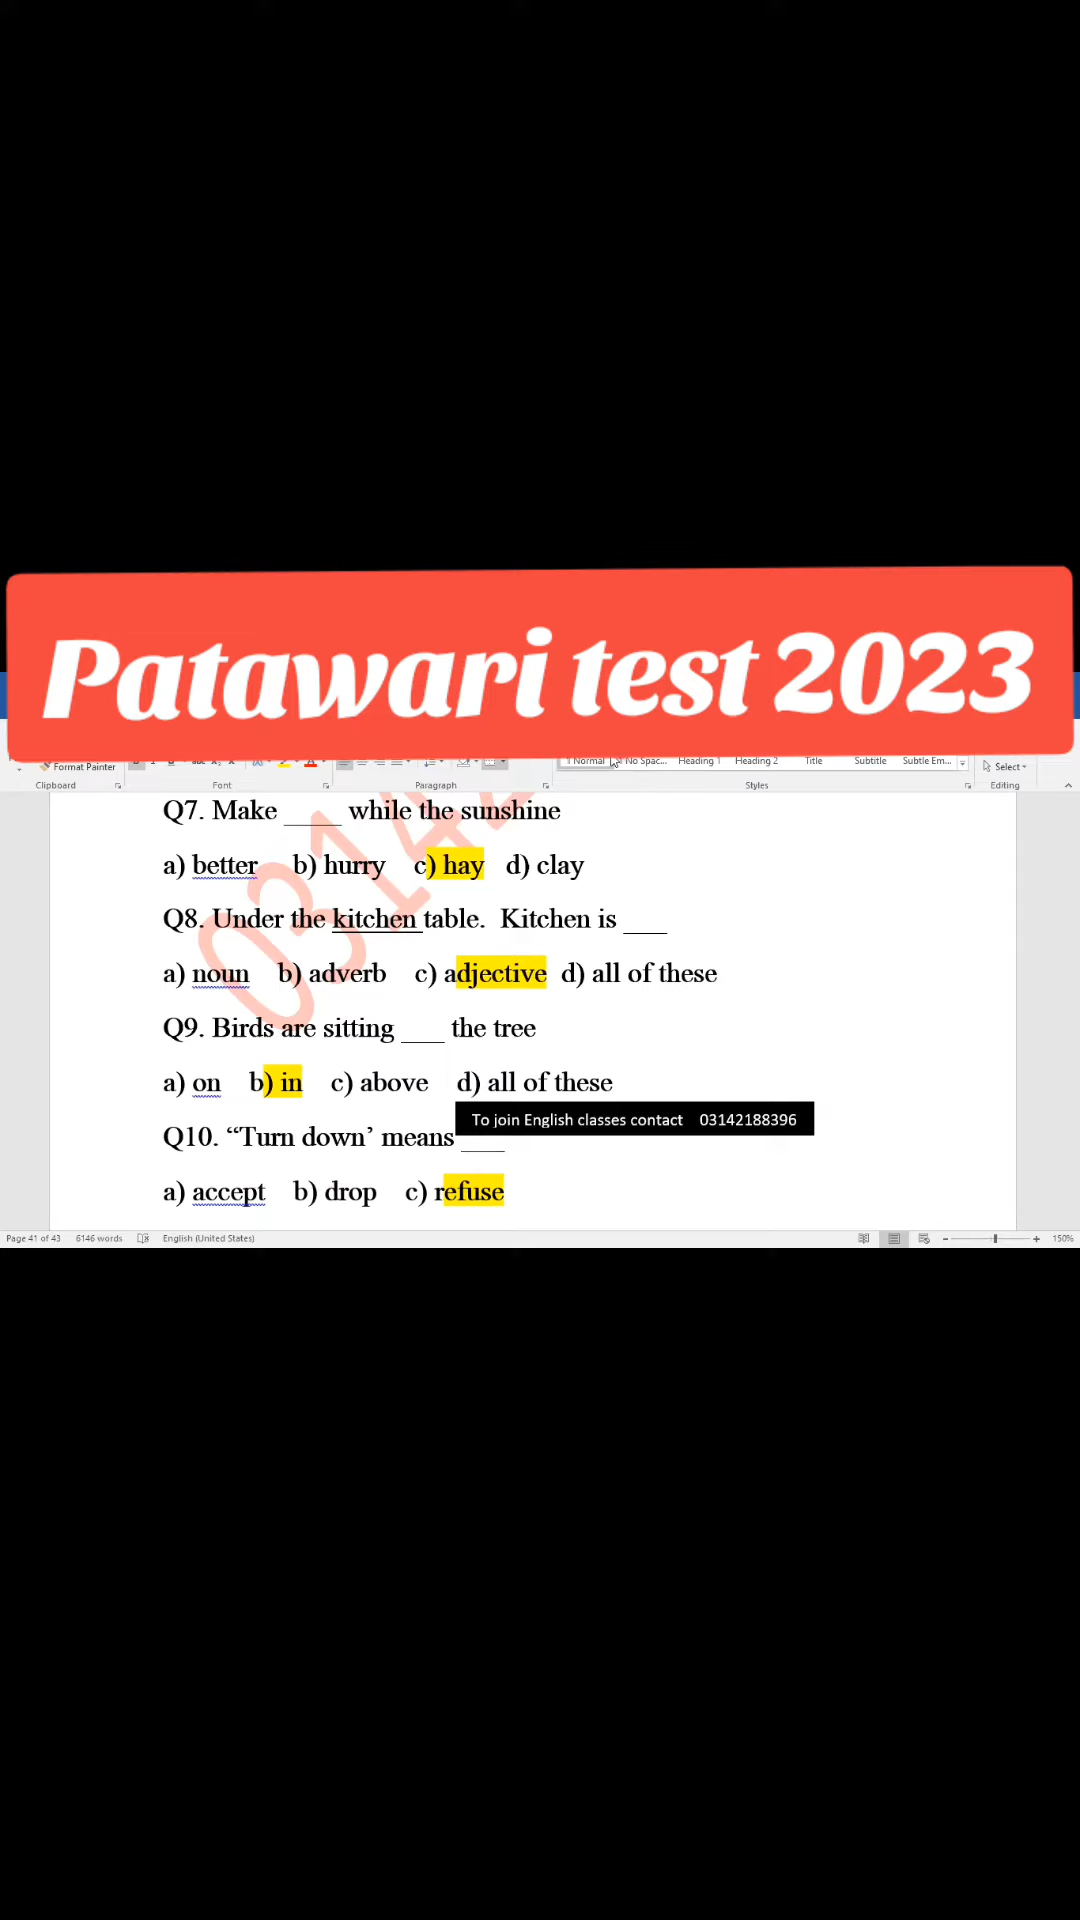 Patawari test 2023
Format Painter
Normal
No Spac...
Heading 1
Heading 2
Title
Subtitle
Subtle Em...
Select
Clipboard
Font
Paragraph
Styles
Editing
0314
Q7. Make ____ while the sunshine
a) better b) hurry c) hay d) clay
Q8. Under the kitchen table. Kitchen is ___
a) noun b) adverb c) adjective d) all of these
Q9. Birds are sitting ___ the tree
a) on b) in c) above d) all of these
To join English classes contact 03142188396
Q10. “Turn down’ means ___
a) accept b) drop c) refuse
Page 41 of 43 6146 words English (United States) 150%